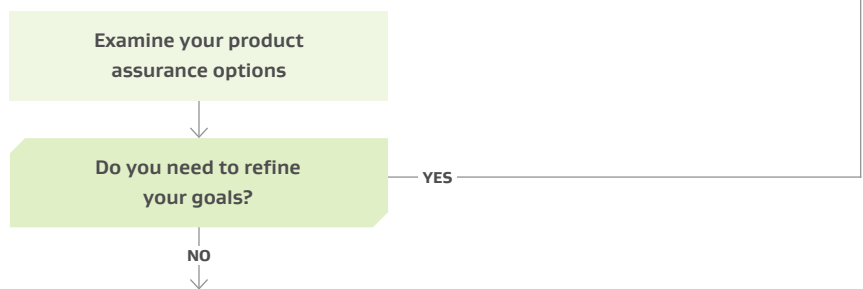 Examine your product
assurance options
Do you need to refine
your goals?
YES
NO